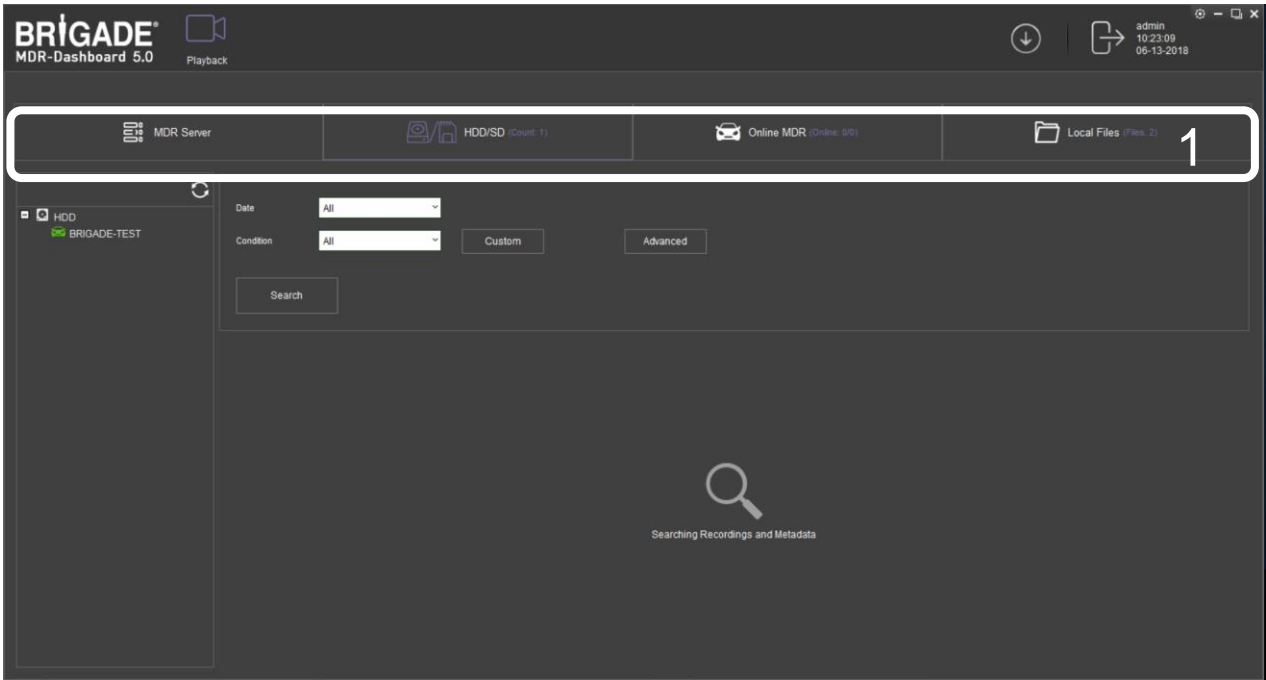 BRIGADE®
MDR-Dashboard 5.0
Playback
admin
10:23:09
06-13-2018
MDR Server
HDD/SD (Count: 1)
Online MDR (Online: 0/0)
Local Files (Files: 2)
1
HDD
BRIGADE-TEST
Date All
Condition All Custom Advanced
Search
Searching Recordings and Metadata